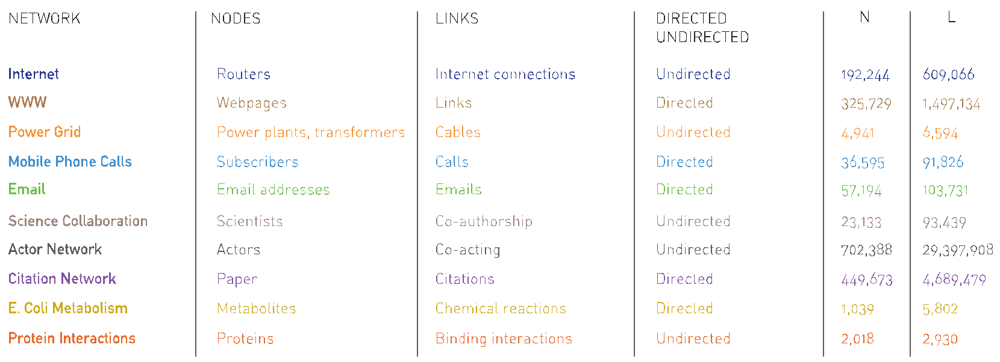 NETWORK NODES LINKS DIRECTED N L
UNDIRECTED
Internet Routers Internet connections Undirected 192,244 609,066
WWW Webpages Links Directed 325,729 1,497,134
Power Grid Power plants, transformers Cables Undirected 4,941 6,594
Mobile Phone Calls Subscribers Calls Directed 36,595 91,826
Email Email addresses Emails Directed 57,194 103,731
Science Collaboration Scientists Co-authorship Undirected 23,133 93,439
Actor Network Actors Co-acting Undirected 702,388 29,397,908
Citation Network Paper Citations Directed 449,673 4,689,479
E. Coli Metabolism Metabolites Chemical reactions Directed 1,039 5,802
Protein Interactions Proteins Binding interactions Undirected 2,018 2,930